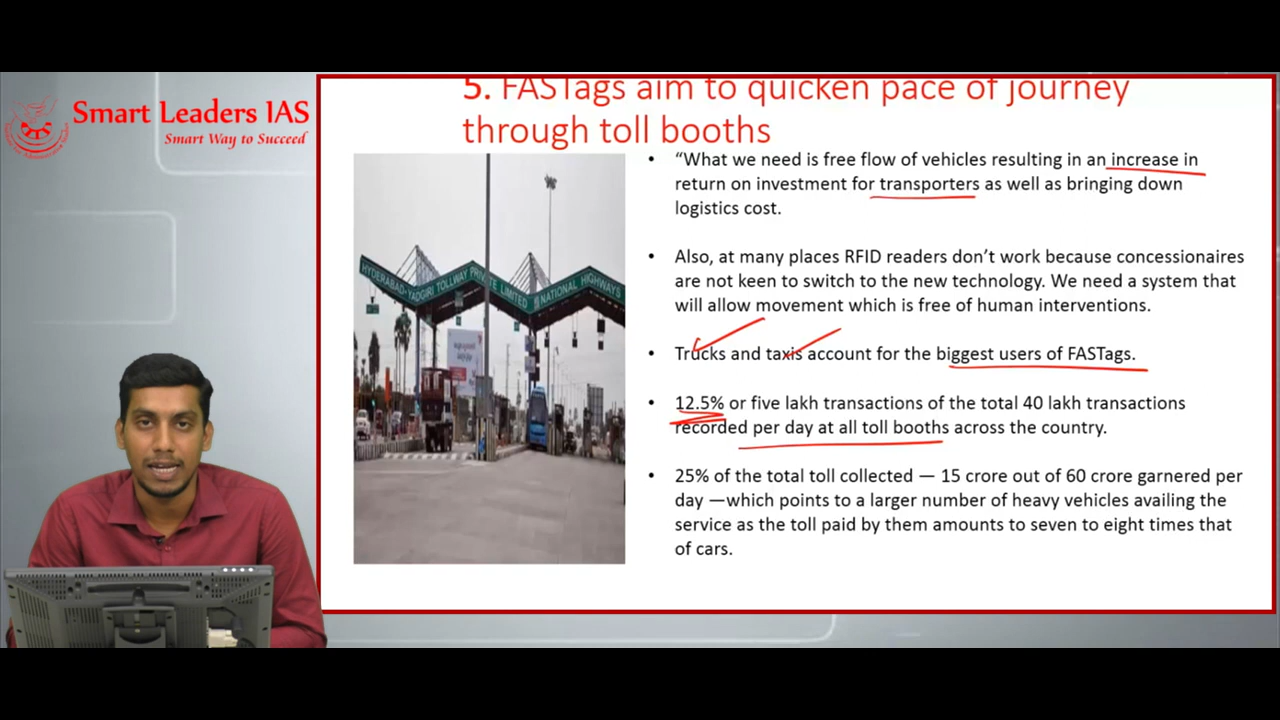 Smart Leaders IAS
Smart Way to Succeed
5. FASTags aim to quicken pace of journey
through toll booths
• “What we need is free flow of vehicles resulting in an increase in
return on investment for transporters as well as bringing down
logistics cost.
• Also, at many places RFID readers don’t work because concessionaires
are not keen to switch to the new technology. We need a system that
will allow movement which is free of human interventions.
• Trucks and taxis account for the biggest users of FASTags.
• 12.5% or five lakh transactions of the total 40 lakh transactions
recorded per day at all toll booths across the country.
• 25% of the total toll collected — 15 crore out of 60 crore garnered per
day —which points to a larger number of heavy vehicles availing the
service as the toll paid by them amounts to seven to eight times that
of cars.
HYDERABAD-YADGIRI TOLLWAY PRIVATE LIMITED
NATIONAL HIGHWAYS